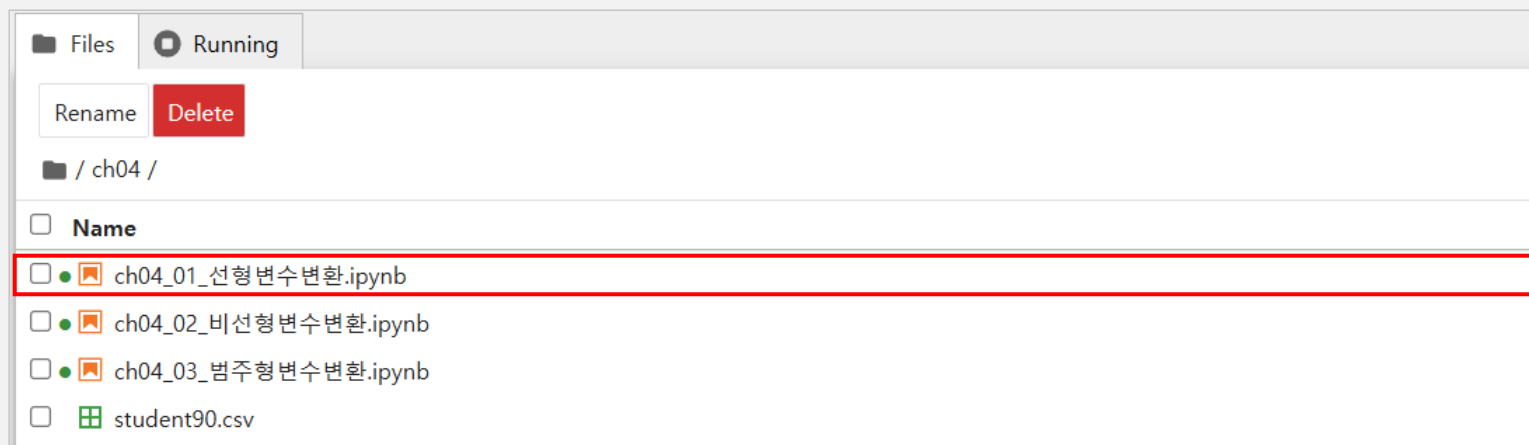 Files Running
Rename Delete
/ ch04 /
Name
ch04_01_선형변수변환.ipynb
ch04_02_비선형변수변환.ipynb
ch04_03_범주형변수변환.ipynb
student90.csv